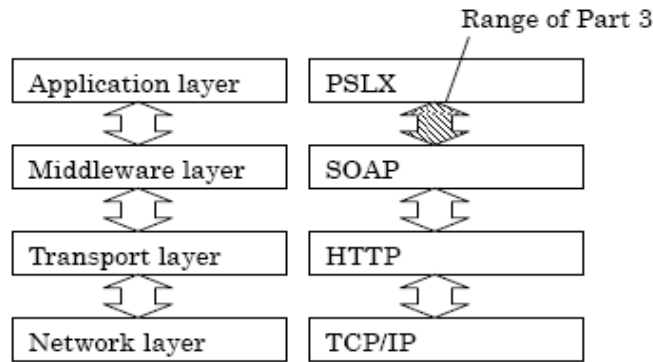 Range of Part 3
Application layer
PSLX
Middleware layer
SOAP
Transport layer
HTTP
Network layer
TCP/IP